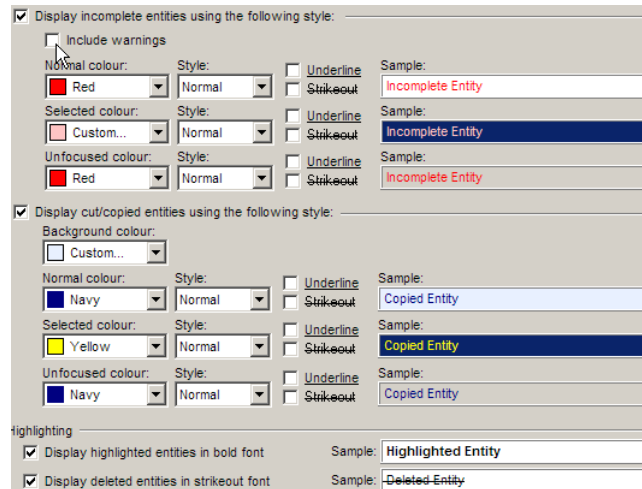 Display incomplete entities using the following style:
Include warnings
Normal colour: Style: Underline Sample:
Red Normal Strikeout Incomplete Entity
Selected colour: Style: Underline Sample:
Custom... Normal Strikeout Incomplete Entity
Unfocused colour: Style: Underline Sample:
Red Normal Strikeout Incomplete Entity
Display cut/copied entities using the following style:
Background colour:
Custom...
Normal colour: Style: Underline Sample:
Navy Normal Strikeout Copied Entity
Selected colour: Style: Underline Sample:
Yellow Normal Strikeout Copied Entity
Unfocused colour: Style: Underline Sample:
Navy Normal Strikeout Copied Entity
Highlighting
Display highlighted entities in bold font Sample: Highlighted Entity
Display deleted entities in strikeout font Sample: Deleted Entity